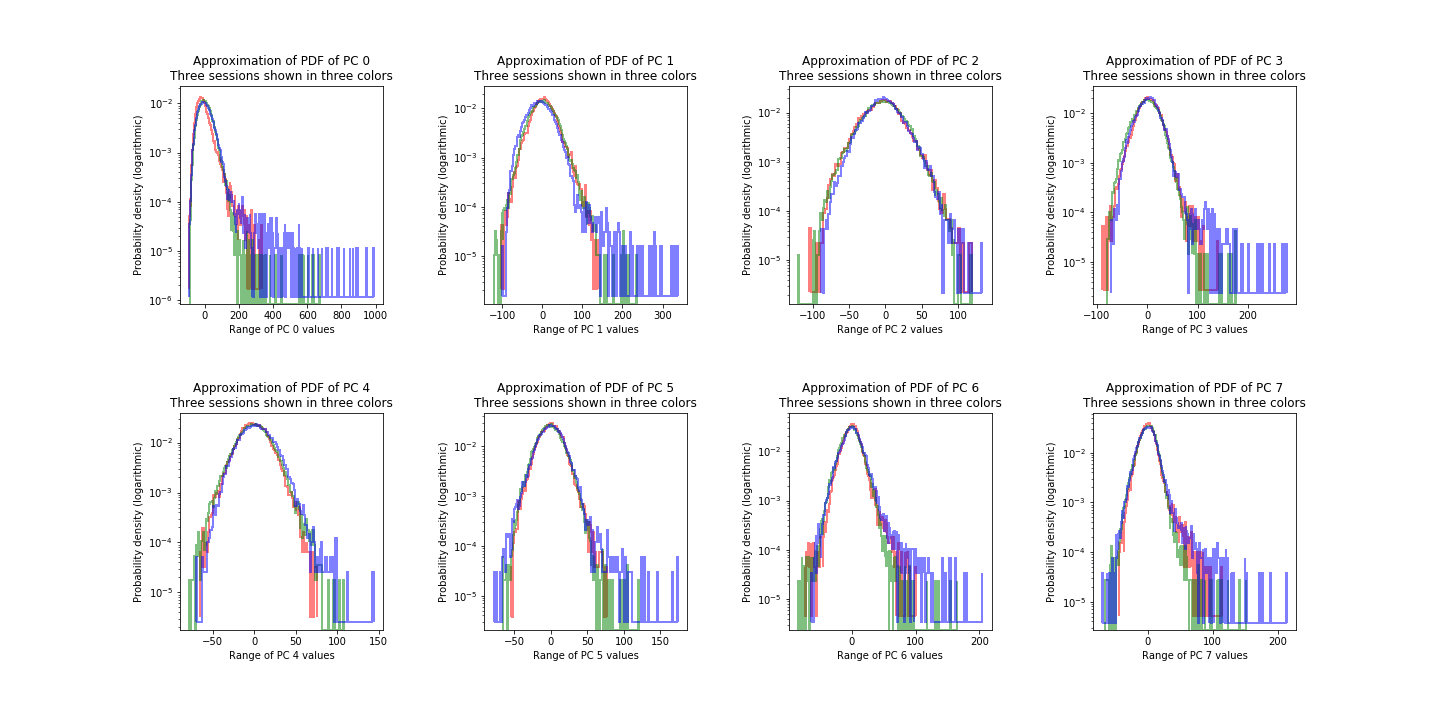 Approximation of PDF of PC 0
Three sessions shown in three colors
Probability density (logarithmic)
10⁻²
10⁻³
10⁻⁴
10⁻⁵
10⁻⁶
0 200 400 600 800 1000
Range of PC 0 values
Approximation of PDF of PC 1
Three sessions shown in three colors
Probability density (logarithmic)
10⁻²
10⁻³
10⁻⁴
10⁻⁵
−100 0 100 200 300
Range of PC 1 values
Approximation of PDF of PC 2
Three sessions shown in three colors
Probability density (logarithmic)
10⁻²
10⁻³
10⁻⁴
10⁻⁵
−100 −50 0 50 100
Range of PC 2 values
Approximation of PDF of PC 3
Three sessions shown in three colors
Probability density (logarithmic)
10⁻²
10⁻³
10⁻⁴
10⁻⁵
−100 0 100 200
Range of PC 3 values
Approximation of PDF of PC 4
Three sessions shown in three colors
Probability density (logarithmic)
10⁻²
10⁻³
10⁻⁴
10⁻⁵
−50 0 50 100 150
Range of PC 4 values
Approximation of PDF of PC 5
Three sessions shown in three colors
Probability density (logarithmic)
10⁻²
10⁻³
10⁻⁴
10⁻⁵
−50 0 50 100 150
Range of PC 5 values
Approximation of PDF of PC 6
Three sessions shown in three colors
Probability density (logarithmic)
10⁻²
10⁻³
10⁻⁴
10⁻⁵
0 100 200
Range of PC 6 values
Approximation of PDF of PC 7
Three sessions shown in three colors
Probability density (logarithmic)
10⁻²
10⁻³
10⁻⁴
10⁻⁵
0 100 200
Range of PC 7 values